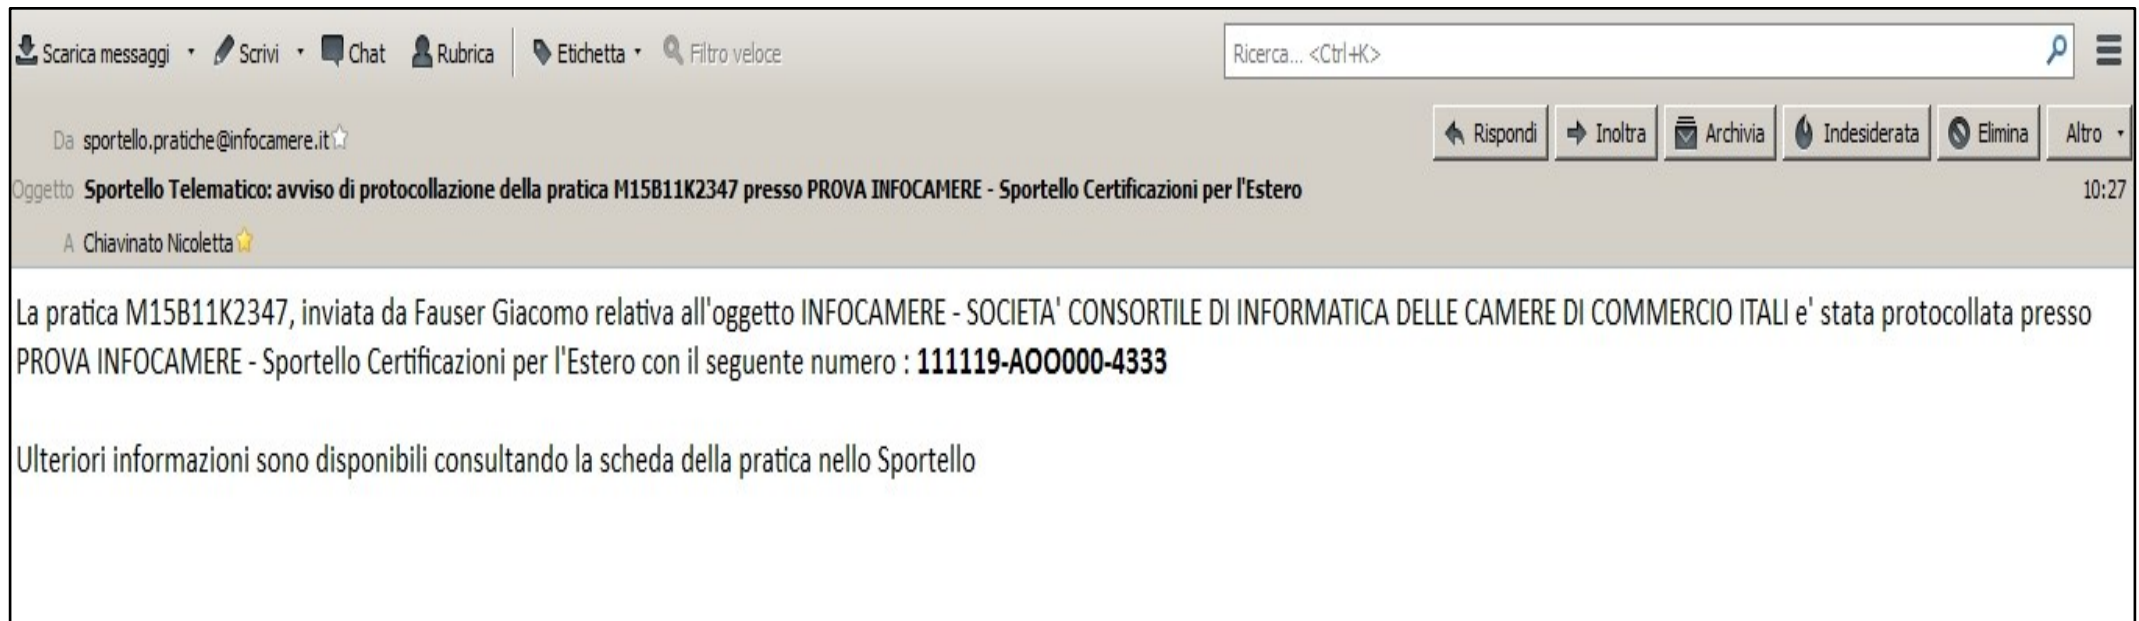 Scarica messaggi Scrivi Chat Rubrica Etichetta Filtro veloce Ricerca... <Ctrl+K>
Da sportello.pratiche@infocamere.it Rispondi Inoltra Archivia Indesiderata Elimina Altro
Oggetto Sportello Telematico: avviso di protocollazione della pratica M15B11K2347 presso PROVA INFOCAMERE - Sportello Certificazioni per l'Estero 10:27
A Chiavinato Nicoletta
La pratica M15B11K2347, inviata da Fauser Giacomo relativa all'oggetto INFOCAMERE - SOCIETA' CONSORTILE DI INFORMATICA DELLE CAMERE DI COMMERCIO ITALI e' stata protocollata presso
PROVA INFOCAMERE - Sportello Certificazioni per l'Estero con il seguente numero : 111119-AOO000-4333
Ulteriori informazioni sono disponibili consultando la scheda della pratica nello Sportello